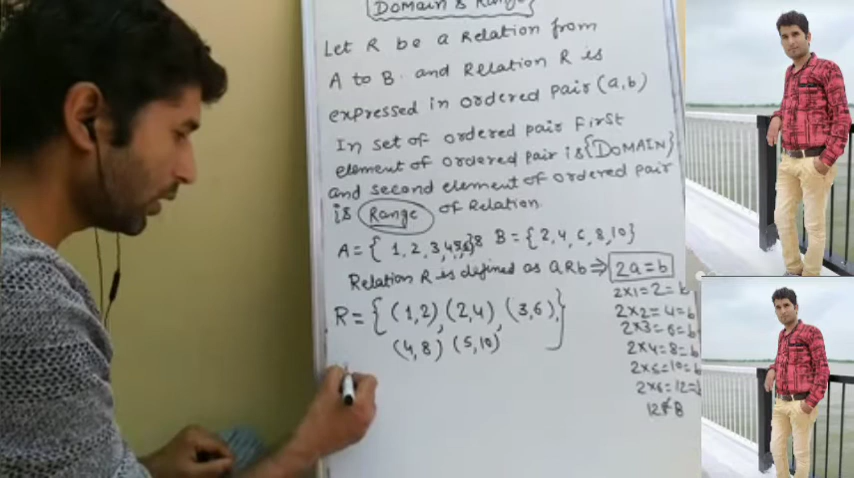 Domain & Range
Let R be a Relation from
A to B. and Relation R is
expressed in ordered pair (a,b)
In set of ordered pair first
element of ordered pair is {DOMAIN}
and second element of ordered pair
is Range of Relation
A = { 1, 2, 3, 4, 5, 6 } 8 B = { 2, 4, 6, 8, 10 }
Relation R is defined as aRb ⇒ 2a = b
2×1=2=b
R = { (1,2), (2,4), (3,6),
2×2=4=b
2×3=6=b
(4,8) (5,10) }
2×4=8=b
2×5=10=b
2×6=12=b
12∉B